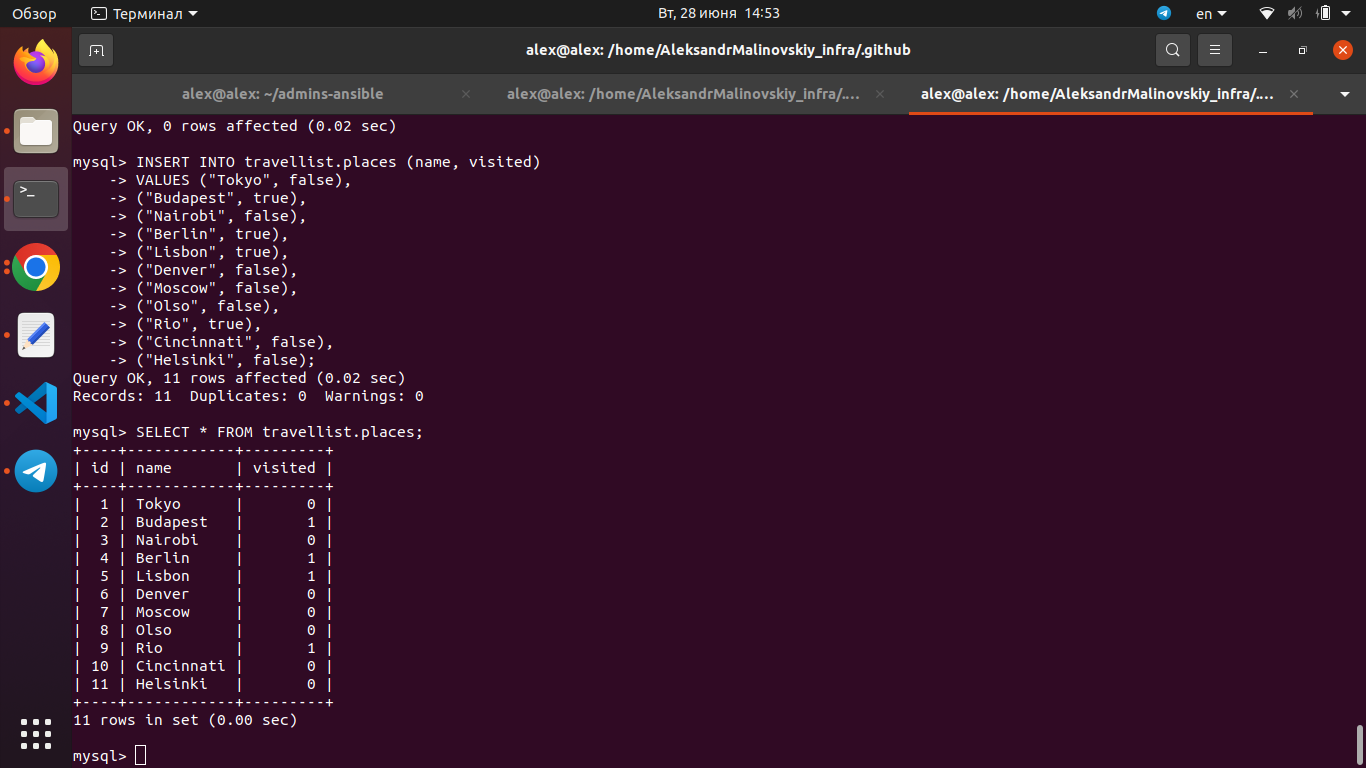 Обзор
Терминал
Вт, 28 июня 14:53
en
alex@alex: /home/AleksandrMalinovskiy_infra/.github
alex@alex: ~/admins-ansible
alex@alex: /home/AleksandrMalinovskiy_infra/....
alex@alex: /home/AleksandrMalinovskiy_infra/....
Query OK, 0 rows affected (0.02 sec)
mysql> INSERT INTO travellist.places (name, visited)
    -> VALUES ("Tokyo", false),
    -> ("Budapest", true),
    -> ("Nairobi", false),
    -> ("Berlin", true),
    -> ("Lisbon", true),
    -> ("Denver", false),
    -> ("Moscow", false),
    -> ("Olso", false),
    -> ("Rio", true),
    -> ("Cincinnati", false),
    -> ("Helsinki", false);
Query OK, 11 rows affected (0.02 sec)
Records: 11  Duplicates: 0  Warnings: 0
mysql> SELECT * FROM travellist.places;
+----+------------+---------+
| id | name       | visited |
+----+------------+---------+
|  1 | Tokyo      |       0 |
|  2 | Budapest   |       1 |
|  3 | Nairobi    |       0 |
|  4 | Berlin     |       1 |
|  5 | Lisbon     |       1 |
|  6 | Denver     |       0 |
|  7 | Moscow     |       0 |
|  8 | Olso       |       0 |
|  9 | Rio        |       1 |
| 10 | Cincinnati |       0 |
| 11 | Helsinki   |       0 |
+----+------------+---------+
11 rows in set (0.00 sec)
mysql>